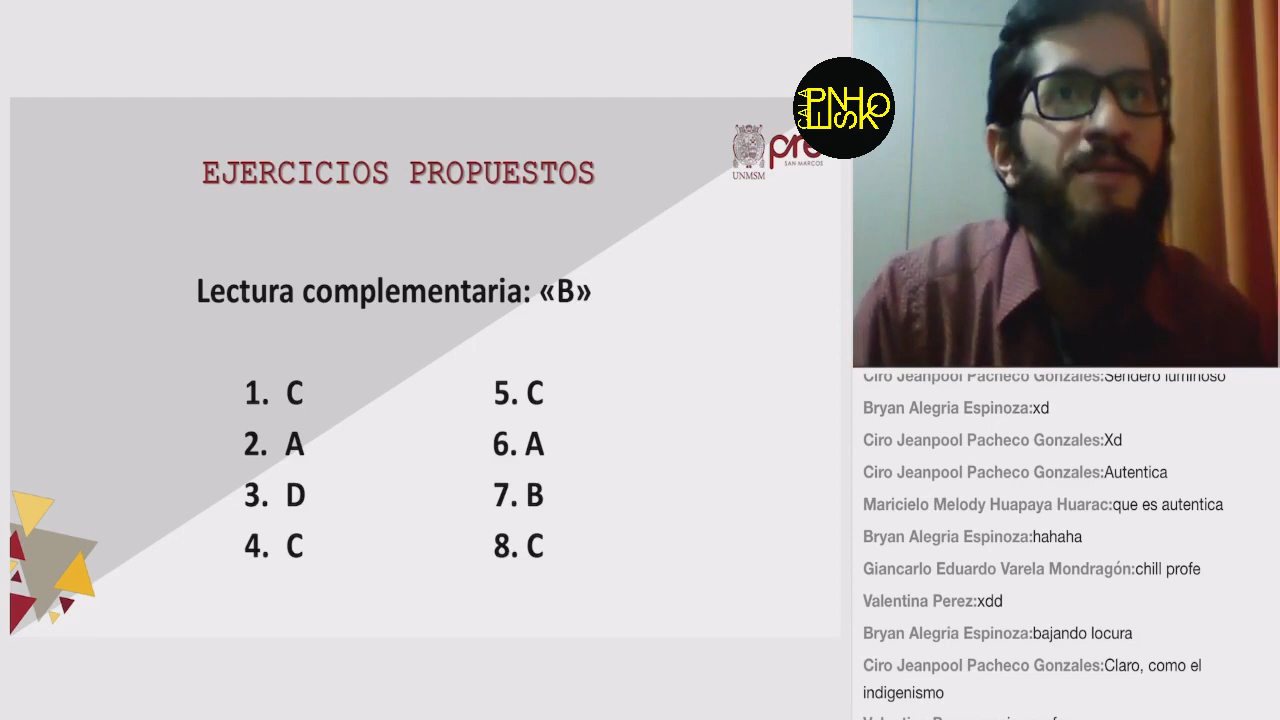 EJERCICIOS PROPUESTOS
UNMSM
SAN MARCOS
Lectura complementaria: «B»
1. C
2. A
3. D
4. C
5. C
6. A
7. B
8. C
Ciro Jeanpool Pacheco Gonzales:Sendero luminoso
Bryan Alegria Espinoza:xd
Ciro Jeanpool Pacheco Gonzales:Xd
Ciro Jeanpool Pacheco Gonzales:Autentica
Maricielo Melody Huapaya Huarac:que es autentica
Bryan Alegria Espinoza:hahaha
Giancarlo Eduardo Varela Mondragón:chill profe
Valentina Perez:xdd
Bryan Alegria Espinoza:bajando locura
Ciro Jeanpool Pacheco Gonzales:Claro, como el
indigenismo